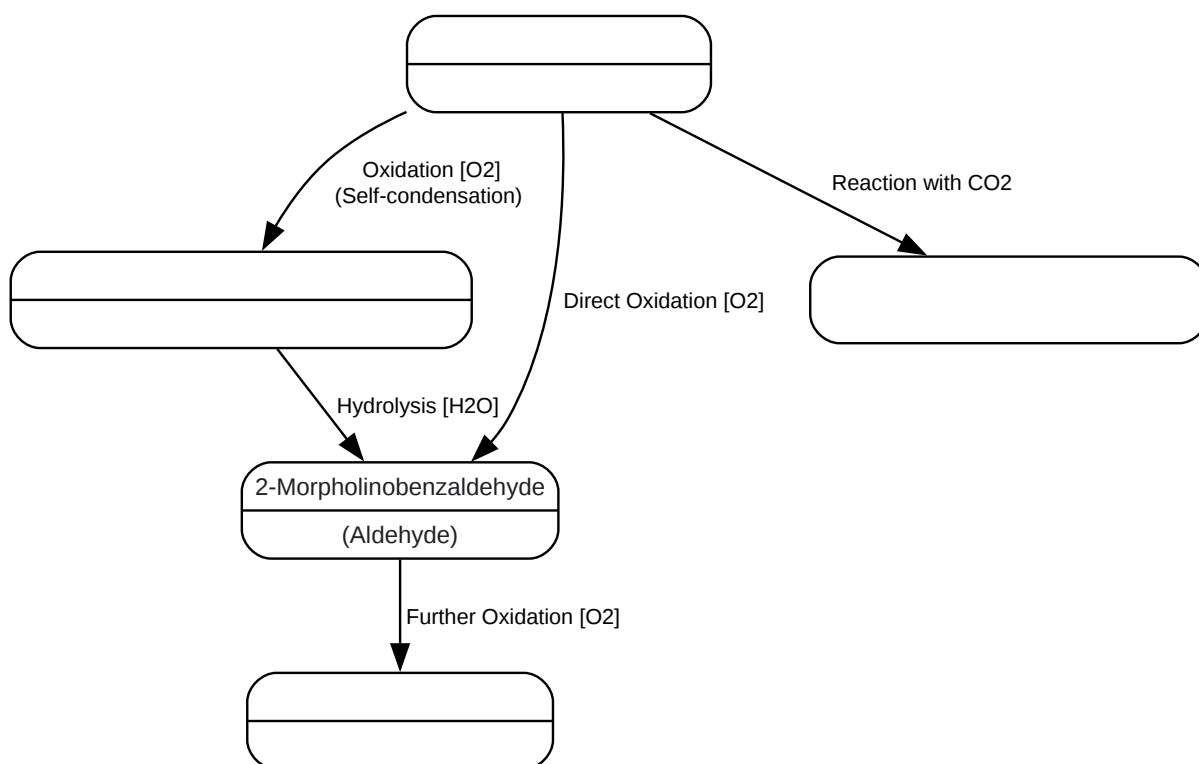 Oxidation [O2]
(Self-condensation)
Reaction with CO2
Direct Oxidation [O2]
Hydrolysis [H2O]
2-Morpholinobenzaldehyde
(Aldehyde)
Further Oxidation [O2]